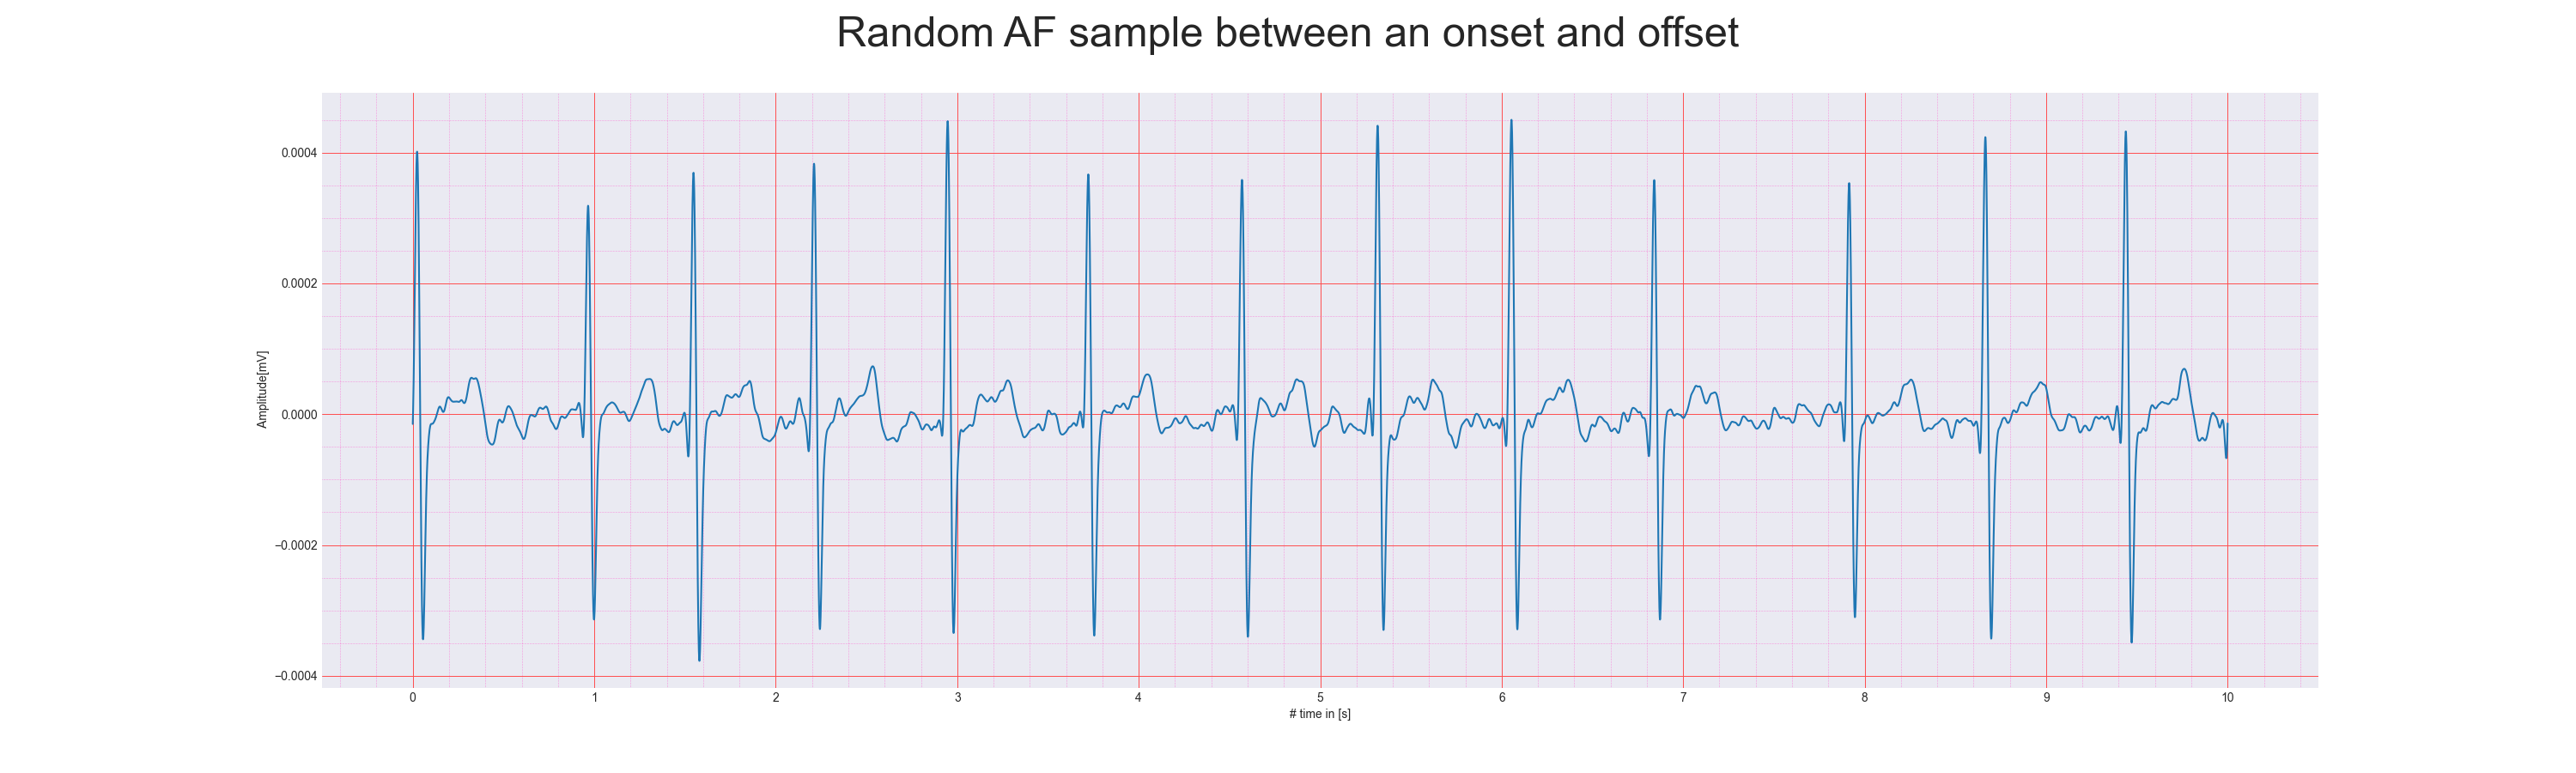 Random AF sample between an onset and offset
0.0004
0.0002
0.0000
−0.0002
−0.0004
Amplitude[mV]
0 1 2 3 4 5 6 7 8 9 10
# time in [s]